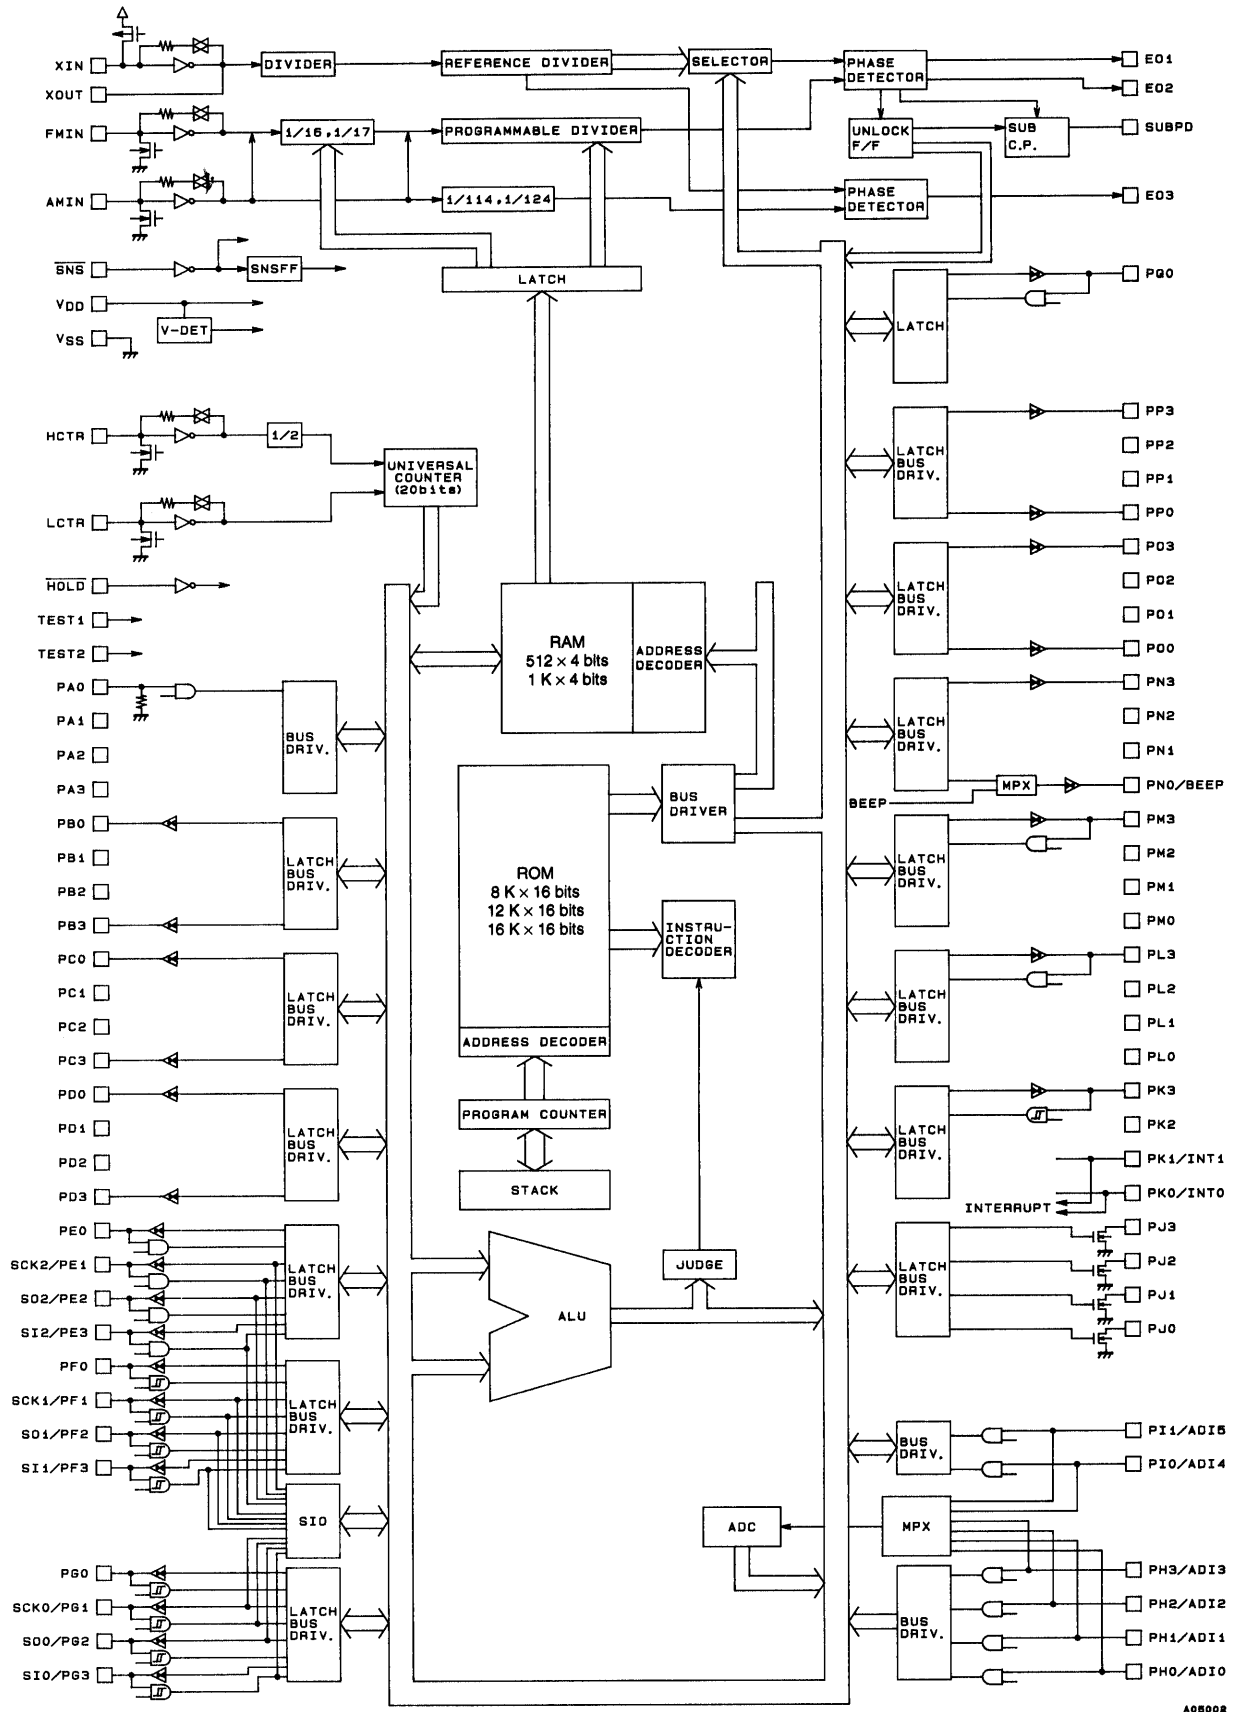 XIN
XOUT
FMIN
AMIN
SNS
VDD
VSS
HCTR
LCTR
HOLD
TEST1
TEST2
PA0
PA1
PA2
PA3
PB0
PB1
PB2
PB3
PC0
PC1
PC2
PC3
PD0
PD1
PD2
PD3
PE0
SCK2/PE1
SO2/PE2
SI2/PE3
PF0
SCK1/PF1
SO1/PF2
SI1/PF3
PG0
SCK0/PG1
SO0/PG2
SI0/PG3
DIVIDER
REFERENCE DIVIDER
SELECTOR
PHASE
DETECTOR
1/16,1/17
PROGRAMMABLE DIVIDER
UNLOCK
F/F
SUB
C.P.
1/114,1/124
PHASE
DETECTOR
SNSFF
V-DET
LATCH
1/2
UNIVERSAL
COUNTER
(20bits)
RAM
512 × 4 bits
1 K × 4 bits
ADDRESS
DECODER
BUS
DRIVER
ROM
8 K × 16 bits
12 K × 16 bits
16 K × 16 bits
INSTRU-
CTION
DECODER
ADDRESS DECODER
PROGRAM COUNTER
STACK
JUDGE
ALU
ADC
MPX
BUS
DRIV.
LATCH
BUS
DRIV.
LATCH
BUS
DRIV.
LATCH
BUS
DRIV.
LATCH
BUS
DRIV.
LATCH
BUS
DRIV.
SIO
LATCH
BUS
DRIV.
LATCH
LATCH
BUS
DRIV.
LATCH
BUS
DRIV.
LATCH
BUS
DRIV.
BEEP
MPX
LATCH
BUS
DRIV.
LATCH
BUS
DRIV.
LATCH
BUS
DRIV.
INTERRUPT
LATCH
BUS
DRIV.
BUS
DRIV.
BUS
DRIV.
EO1
EO2
SUBPD
EO3
PQ0
PP3
PP2
PP1
PP0
PO3
PO2
PO1
PO0
PN3
PN2
PN1
PN0/BEEP
PM3
PM2
PM1
PM0
PL3
PL2
PL1
PL0
PK3
PK2
PK1/INT1
PK0/INT0
PJ3
PJ2
PJ1
PJ0
PI1/ADI5
PI0/ADI4
PH3/ADI3
PH2/ADI2
PH1/ADI1
PH0/ADI0
A05002